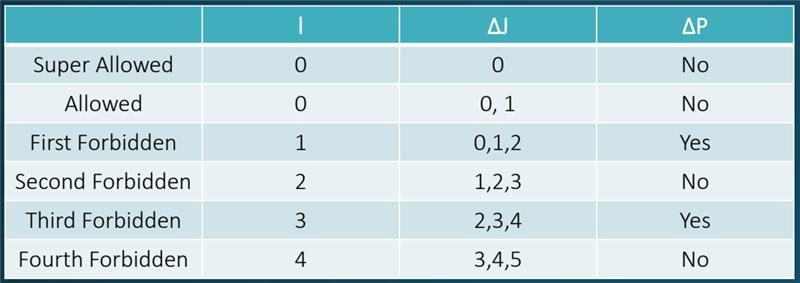 l ΔJ ΔP
Super Allowed 0 0 No
Allowed 0 0, 1 No
First Forbidden 1 0,1,2 Yes
Second Forbidden 2 1,2,3 No
Third Forbidden 3 2,3,4 Yes
Fourth Forbidden 4 3,4,5 No